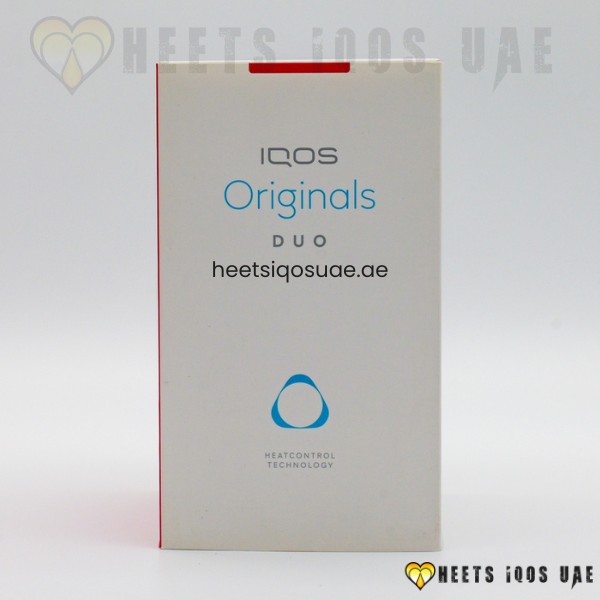 HEETS iQOS UAE
IQOS
Originals
DUO
heetsiqosuae.ae
HEATCONTROL
TECHNOLOGY
HEETS iQOS UAE